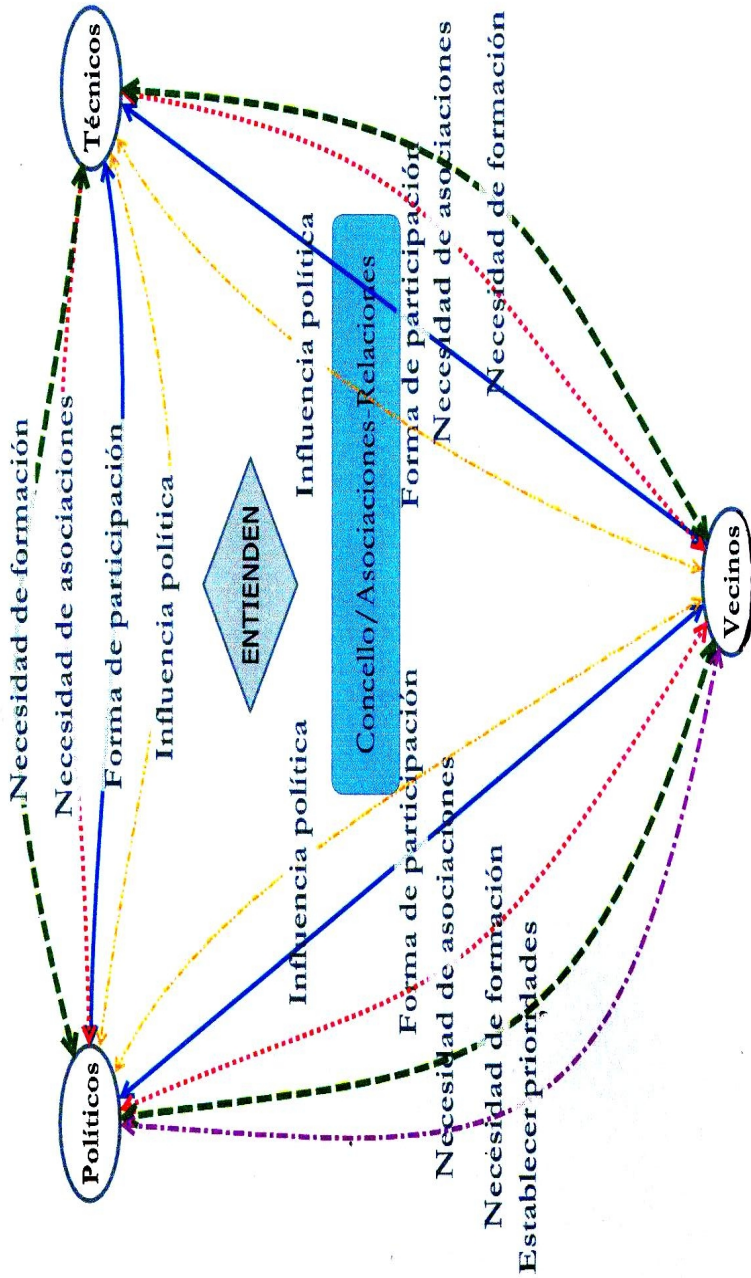 Necesidad de formación
Necesidad de asociaciones
Forma de participación
Influencia política
Políticos
Técnicos
ENTIENDEN
Influencia política
Influencia política
Concello/Asociaciones-Relaciones
Forma de participación
Forma de participación
Necesidad de asociaciones
Necesidad de asociaciones
Necesidad de formación
Necesidad de formación
Establecer prioridades
Vecinos